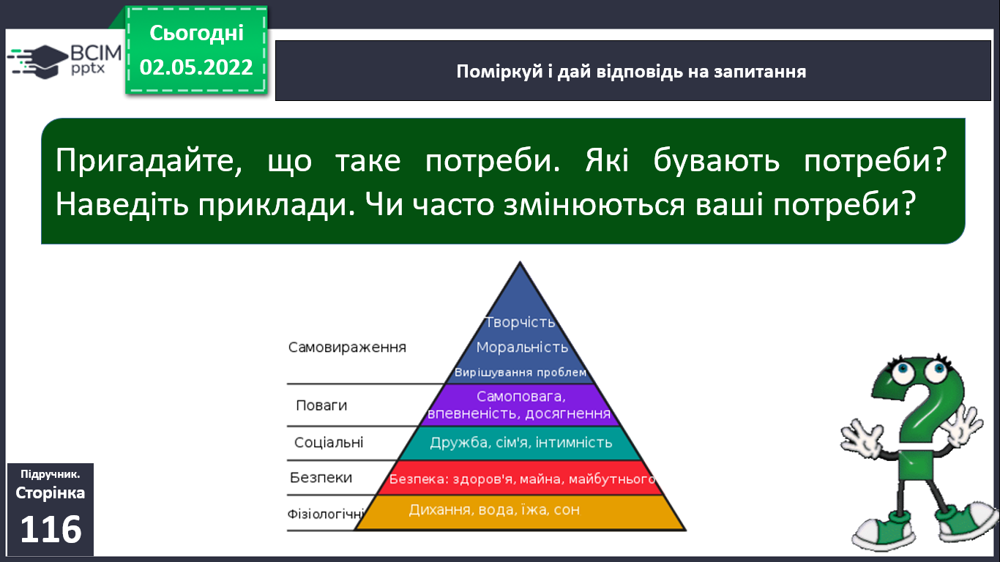 Сьогодні
02.05.2022
ВСІМ
pptx
Поміркуй і дай відповідь на запитання
Пригадайте, що таке потреби. Які бувають потреби?
Наведіть приклади. Чи часто змінюються ваші потреби?
Творчість
Самовираження
Моральність
Вирішування проблем
Поваги
Самоповага,
впевненість, досягнення
Соціальні
Дружба, сім'я, інтимність
Безпеки
Безпека: здоров'я, майна, майбутнього
Фізіологічні
Дихання, вода, їжа, сон
Підручник.
Сторінка
116